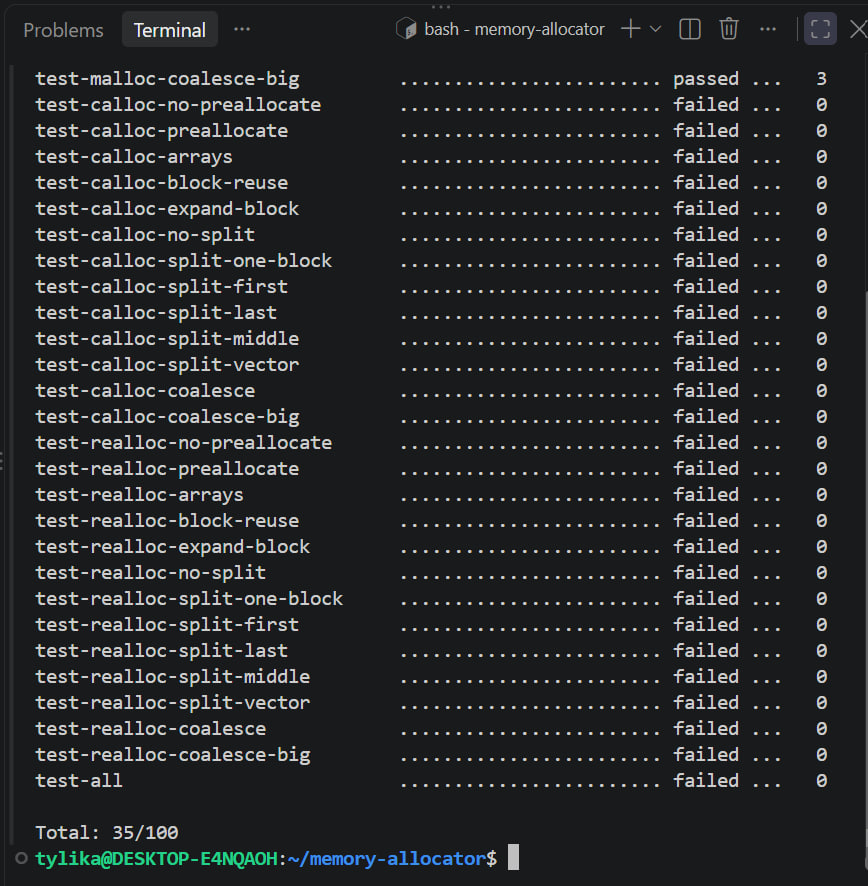 Problems Terminal ··· bash - memory-allocator
test-malloc-coalesce-big ........................ passed ... 3
test-calloc-no-preallocate ........................ failed ... 0
test-calloc-preallocate ........................ failed ... 0
test-calloc-arrays ........................ failed ... 0
test-calloc-block-reuse ........................ failed ... 0
test-calloc-expand-block ........................ failed ... 0
test-calloc-no-split ........................ failed ... 0
test-calloc-split-one-block ........................ failed ... 0
test-calloc-split-first ........................ failed ... 0
test-calloc-split-last ........................ failed ... 0
test-calloc-split-middle ........................ failed ... 0
test-calloc-split-vector ........................ failed ... 0
test-calloc-coalesce ........................ failed ... 0
test-calloc-coalesce-big ........................ failed ... 0
test-realloc-no-preallocate ........................ failed ... 0
test-realloc-preallocate ........................ failed ... 0
test-realloc-arrays ........................ failed ... 0
test-realloc-block-reuse ........................ failed ... 0
test-realloc-expand-block ........................ failed ... 0
test-realloc-no-split ........................ failed ... 0
test-realloc-split-one-block ........................ failed ... 0
test-realloc-split-first ........................ failed ... 0
test-realloc-split-last ........................ failed ... 0
test-realloc-split-middle ........................ failed ... 0
test-realloc-split-vector ........................ failed ... 0
test-realloc-coalesce ........................ failed ... 0
test-realloc-coalesce-big ........................ failed ... 0
test-all ........................ failed ... 0
Total: 35/100
tylika@DESKTOP-E4NQAOH:~/memory-allocator$